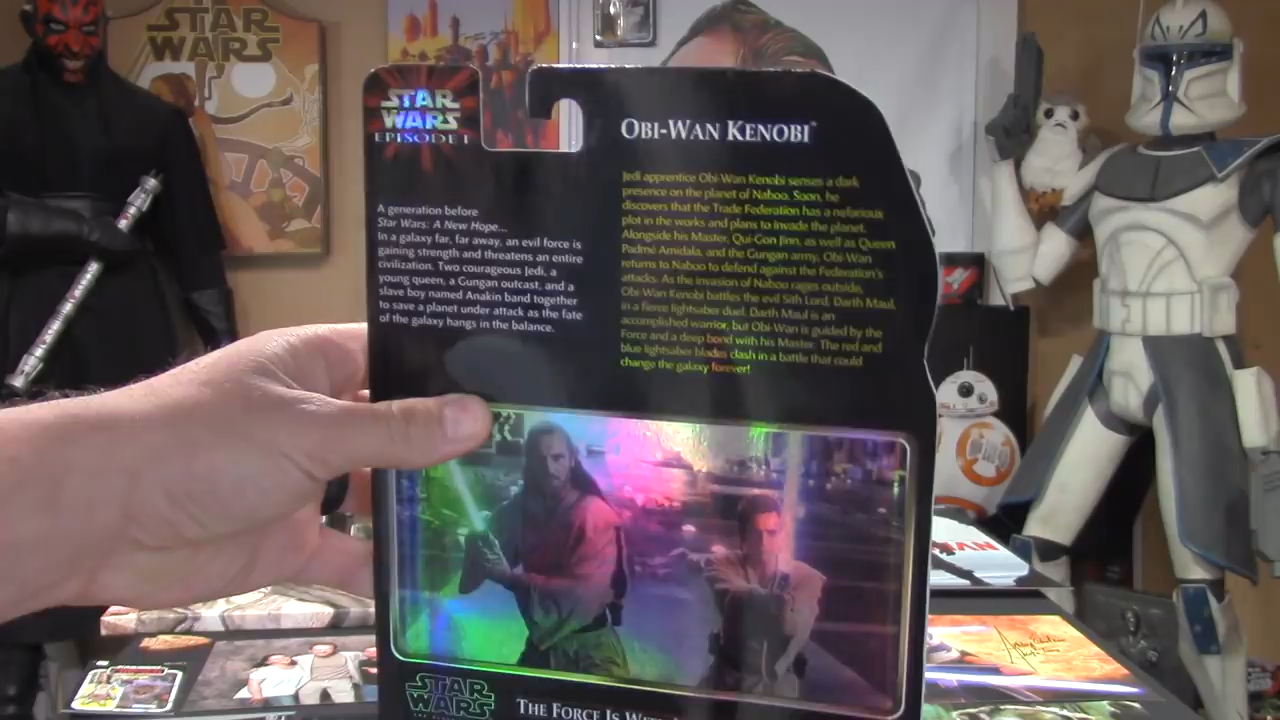 STAR
WARS
STAR
WARS
EPISODE I
OBI-WAN KENOBI™
A generation before
Star Wars: A New Hope...
In a galaxy far, far away, an evil force is
gaining strength and threatens an entire
civilization. Two courageous Jedi, a
young queen, a Gungan outcast, and a
slave boy named Anakin band together
to save a planet under attack as the fate
of the galaxy hangs in the balance.
Jedi apprentice Obi-Wan Kenobi senses a dark
presence on the planet of Naboo. Soon, he
discovers that the Trade Federation has a nefarious
plot in the works and plans to invade the planet.
Alongside his Master, Qui-Gon Jinn, as well as Queen
Padmé Amidala, and the Gungan army, Obi-Wan
returns to Naboo to defend against the Federation's
attacks. As the invasion of Naboo rages outside,
Obi-Wan Kenobi battles the evil Sith Lord, Darth Maul,
in a fierce lightsaber duel. Darth Maul is an
accomplished warrior, but Obi-Wan is guided by the
Force and a deep bond with his Master. The red and
blue lightsaber blades clash in a battle that could
change the galaxy forever!
STAR
WARS
THE FORCE IS